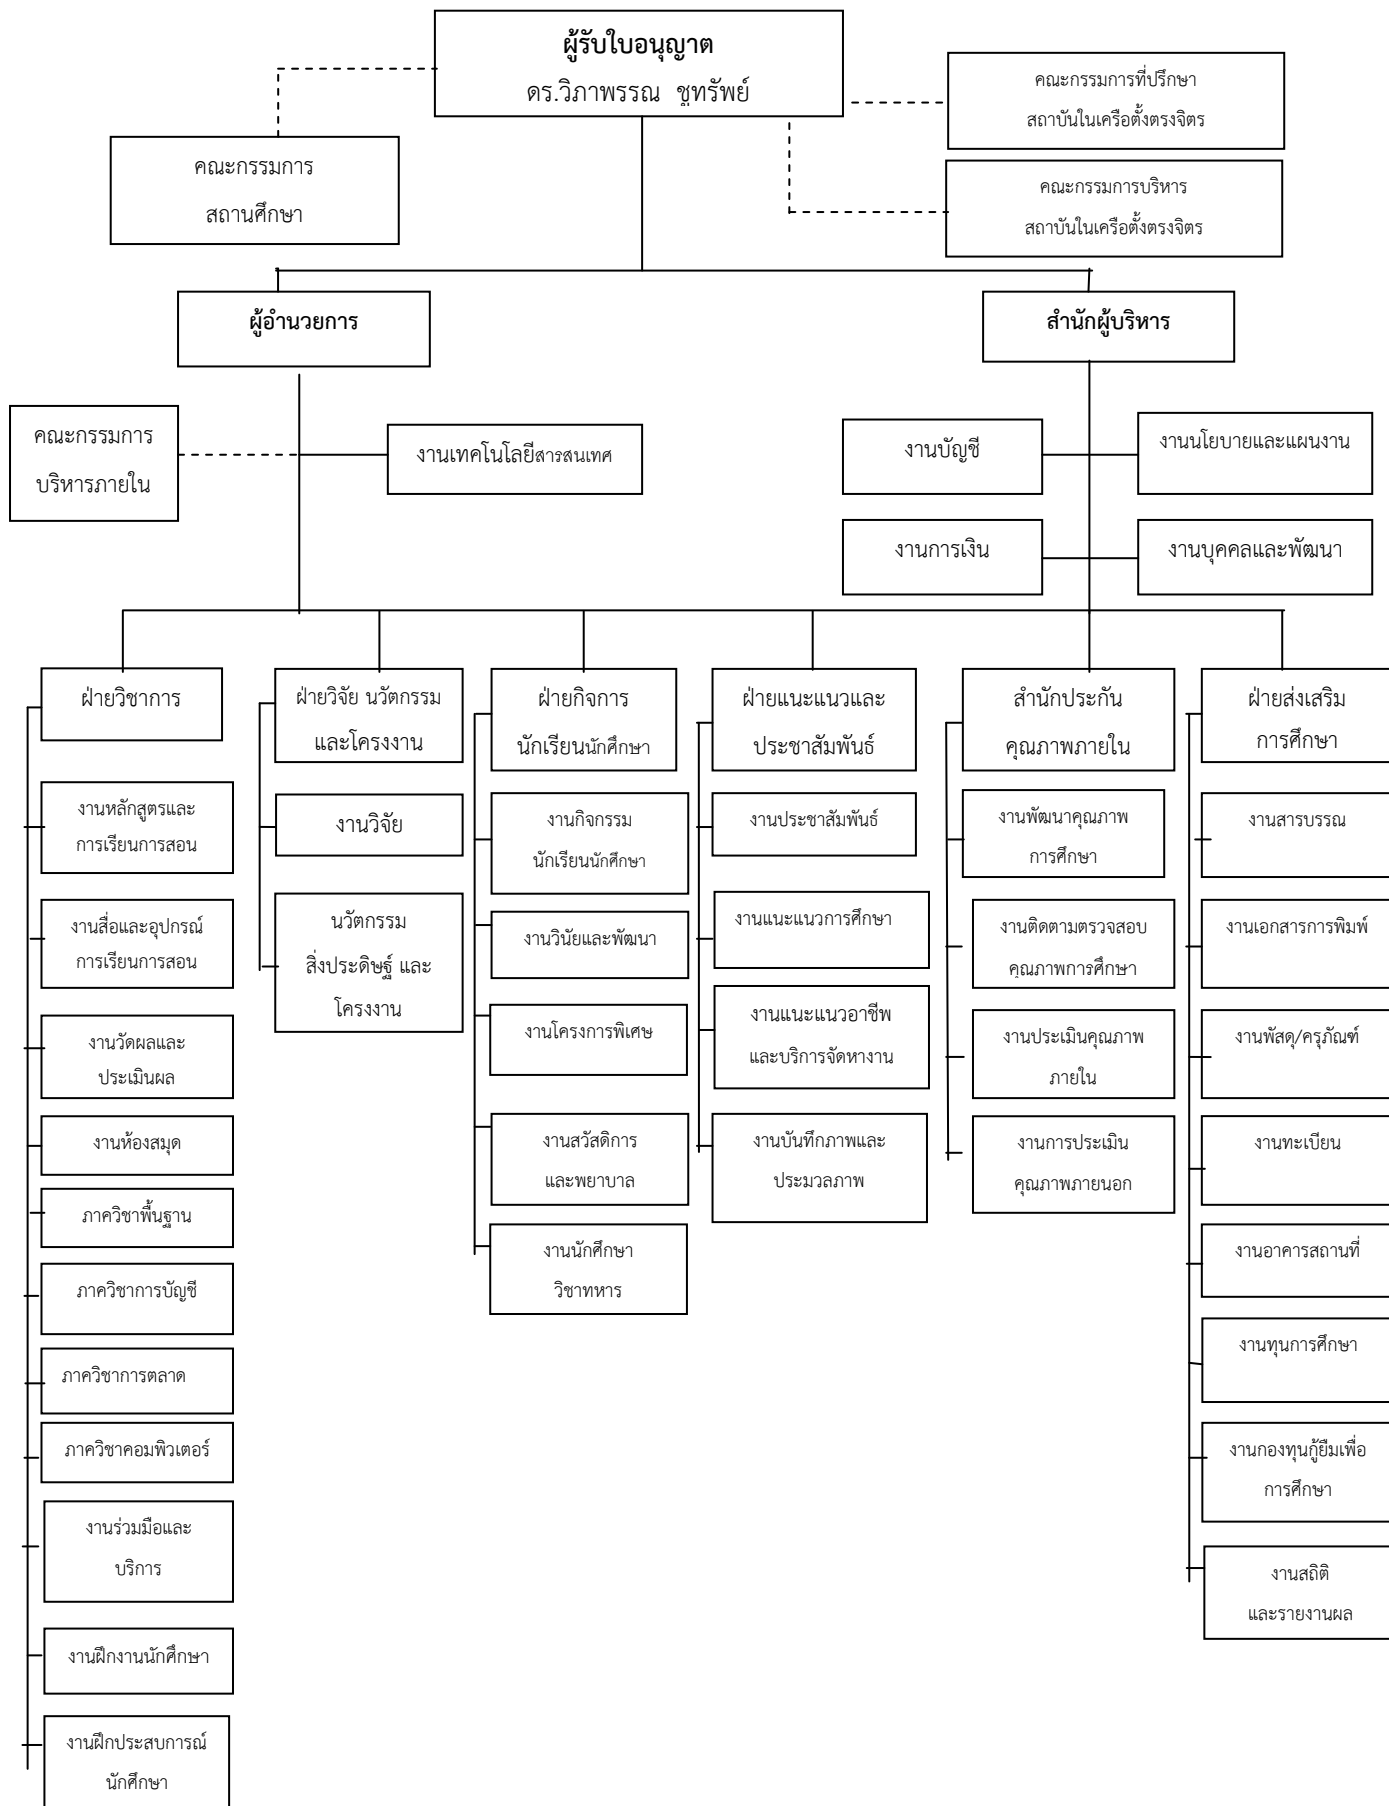 ผู้รับใบอนุญาต
ดร.วิภาพรรณ ชูทรัพย์
คณะกรรมการที่ปรึกษา
สถาบันในเครือตั้งตรงจิตร
คณะกรรมการ
สถานศึกษา
คณะกรรมการบริหาร
สถาบันในเครือตั้งตรงจิตร
ผู้อำนวยการ
สำนักผู้บริหาร
คณะกรรมการ
บริหารภายใน
งานเทคโนโลยีสารสนเทศ
งานบัญชี
งานนโยบายและแผนงาน
งานการเงิน
งานบุคคลและพัฒนา
ฝ่ายวิชาการ
งานหลักสูตรและ
การเรียนการสอน
งานสื่อและอุปกรณ์
การเรียนการสอน
งานวัดผลและ
ประเมินผล
งานห้องสมุด
ภาควิชาพื้นฐาน
ภาควิชาการบัญชี
ภาควิชาการตลาด
ภาควิชาคอมพิวเตอร์
งานร่วมมือและ
บริการ
งานฝึกงานนักศึกษา
งานฝึกประสบการณ์
นักศึกษา
ฝ่ายวิจัย นวัตกรรม
และโครงงาน
งานวิจัย
นวัตกรรม
สิ่งประดิษฐ์ และ
โครงงาน
ฝ่ายกิจการ
นักเรียนนักศึกษา
งานกิจกรรม
นักเรียนนักศึกษา
งานวินัยและพัฒนา
งานโครงการพิเศษ
งานสวัสดิการ
และพยาบาล
งานนักศึกษา
วิชาทหาร
ฝ่ายแนะแนวและ
ประชาสัมพันธ์
งานประชาสัมพันธ์
งานแนะแนวการศึกษา
งานแนะแนวอาชีพ
และบริการจัดหางาน
งานบันทึกภาพและ
ประมวลภาพ
สำนักประกัน
คุณภาพภายใน
งานพัฒนาคุณภาพ
การศึกษา
งานติดตามตรวจสอบ
คุณภาพการศึกษา
งานประเมินคุณภาพ
ภายใน
งานการประเมิน
คุณภาพภายนอก
ฝ่ายส่งเสริม
การศึกษา
งานสารบรรณ
งานเอกสารการพิมพ์
งานพัสดุ/ครุภัณฑ์
งานทะเบียน
งานอาคารสถานที่
งานทุนการศึกษา
งานกองทุนกู้ยืมเพื่อ
การศึกษา
งานสถิติ
และรายงานผล